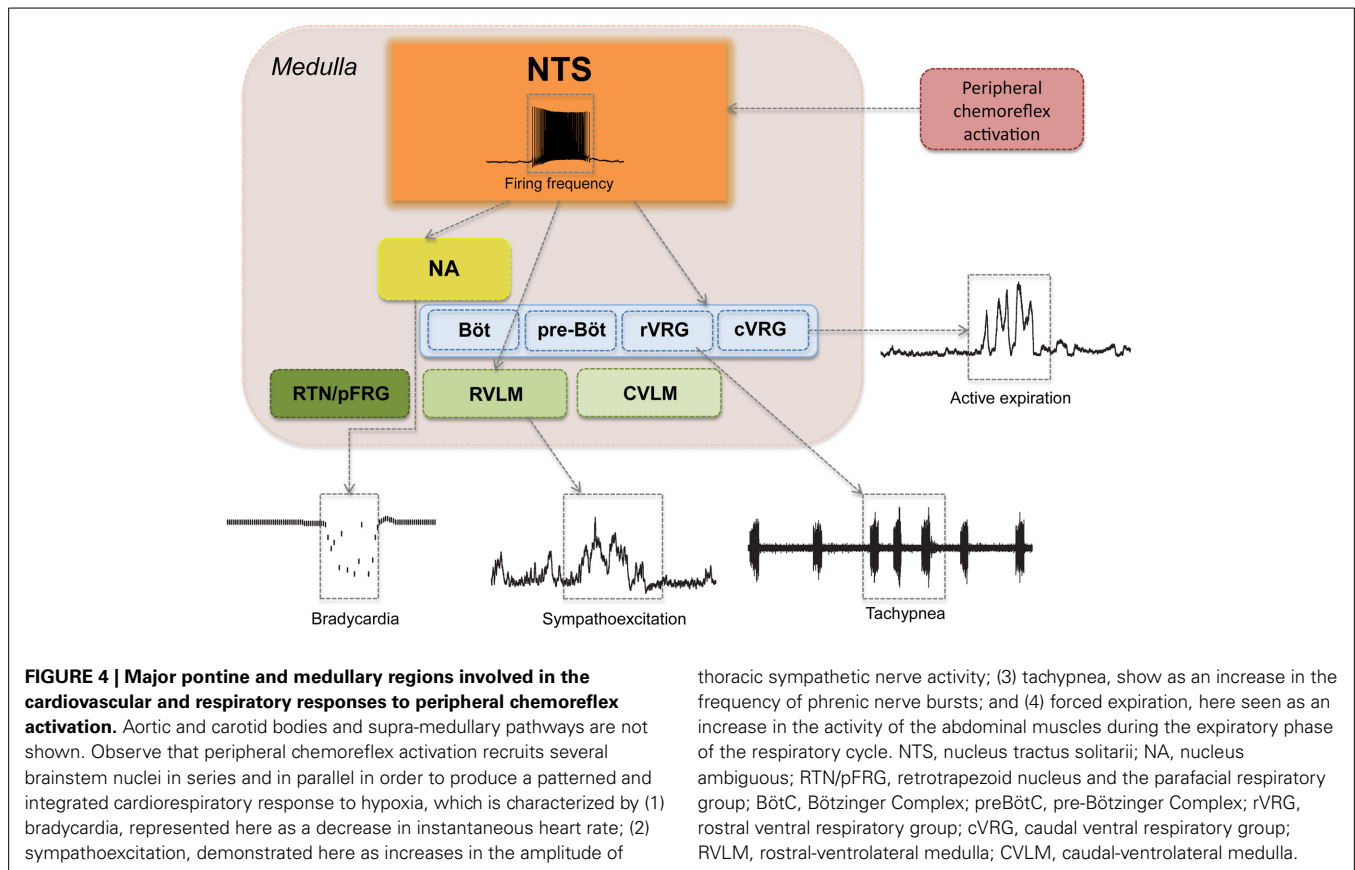 Medulla
NTS
Firing frequency
Peripheral
chemoreflex
activation
NA
Böt
pre-Böt
rVRG
cVRG
RTN/pFRG
RVLM
CVLM
Active expiration
Bradycardia
Sympathoexcitation
Tachypnea
FIGURE 4 | Major pontine and medullary regions involved in the
cardiovascular and respiratory responses to peripheral chemoreflex
activation. Aortic and carotid bodies and supra-medullary pathways are not
shown. Observe that peripheral chemoreflex activation recruits several
brainstem nuclei in series and in parallel in order to produce a patterned and
integrated cardiorespiratory response to hypoxia, which is characterized by (1)
bradycardia, represented here as a decrease in instantaneous heart rate; (2)
sympathoexcitation, demonstrated here as increases in the amplitude of
thoracic sympathetic nerve activity; (3) tachypnea, show as an increase in the
frequency of phrenic nerve bursts; and (4) forced expiration, here seen as an
increase in the activity of the abdominal muscles during the expiratory phase
of the respiratory cycle. NTS, nucleus tractus solitarii; NA, nucleus
ambiguous; RTN/pFRG, retrotrapezoid nucleus and the parafacial respiratory
group; BötC, Bötzinger Complex; preBötC, pre-Bötzinger Complex; rVRG,
rostral ventral respiratory group; cVRG, caudal ventral respiratory group;
RVLM, rostral-ventrolateral medulla; CVLM, caudal-ventrolateral medulla.